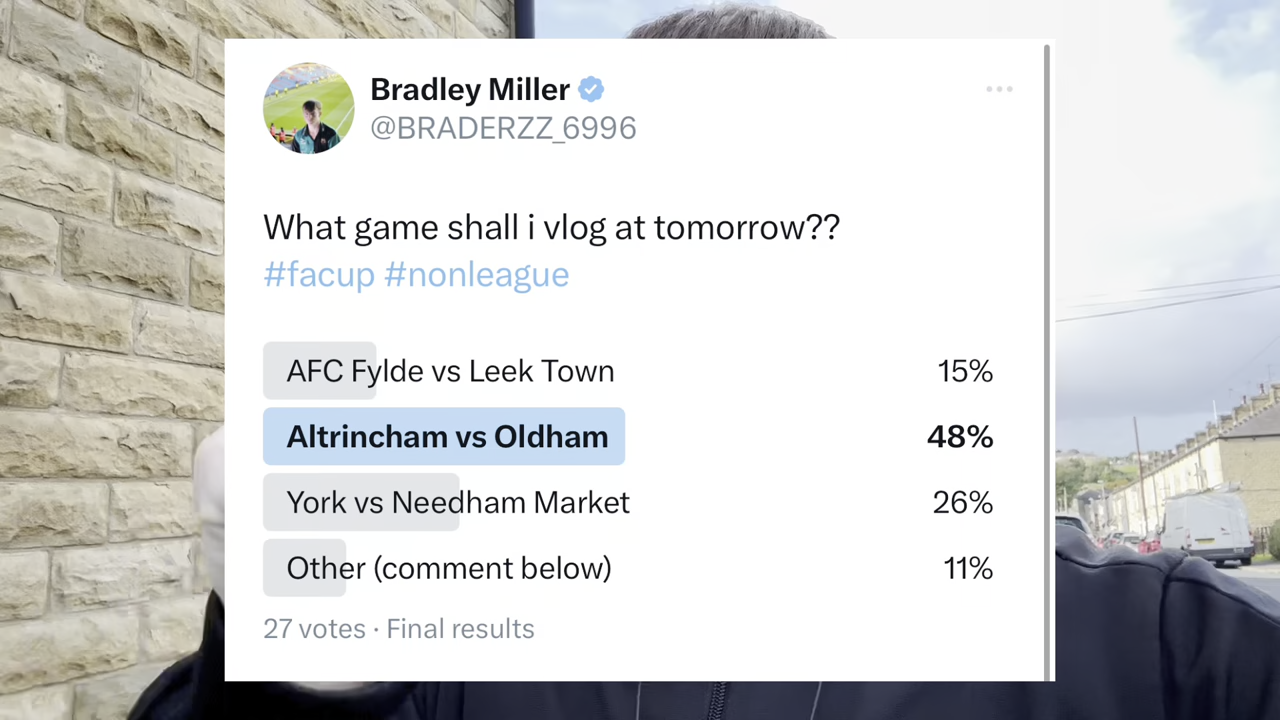 Bradley Miller
@BRADERZZ_6996
What game shall i vlog at tomorrow??
#facup #nonleague
AFC Fylde vs Leek Town 15%
Altrincham vs Oldham 48%
York vs Needham Market 26%
Other (comment below) 11%
27 votes · Final results